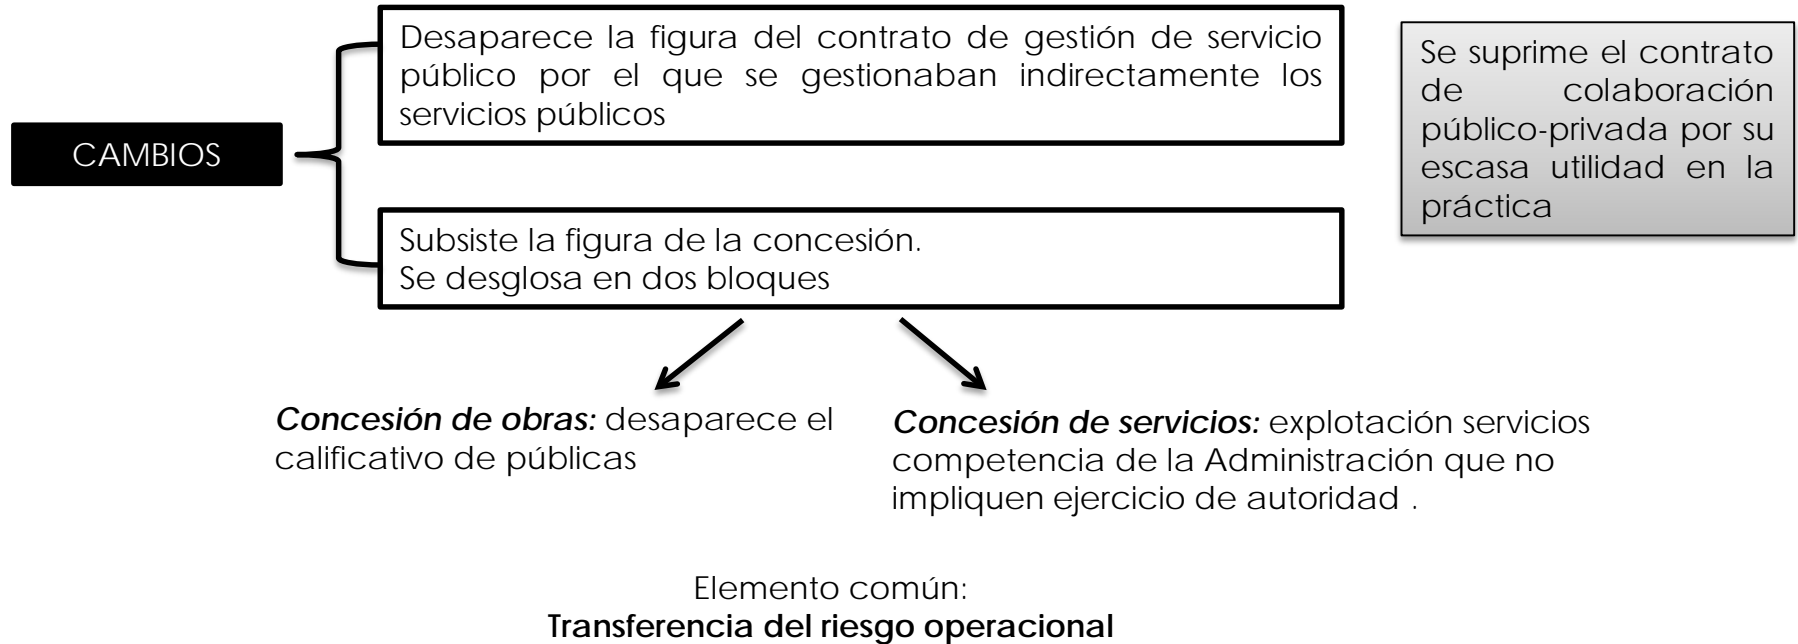 Desaparece la figura del contrato de gestión de servicio
público por el que se gestionaban indirectamente los
servicios públicos
Se suprime el contrato
de colaboración
público-privada por su
escasa utilidad en la
práctica
CAMBIOS
Subsiste la figura de la concesión.
Se desglosa en dos bloques
Concesión de obras: desaparece el
calificativo de públicas
Concesión de servicios: explotación servicios
competencia de la Administración que no
impliquen ejercicio de autoridad .
Elemento común:
Transferencia del riesgo operacional